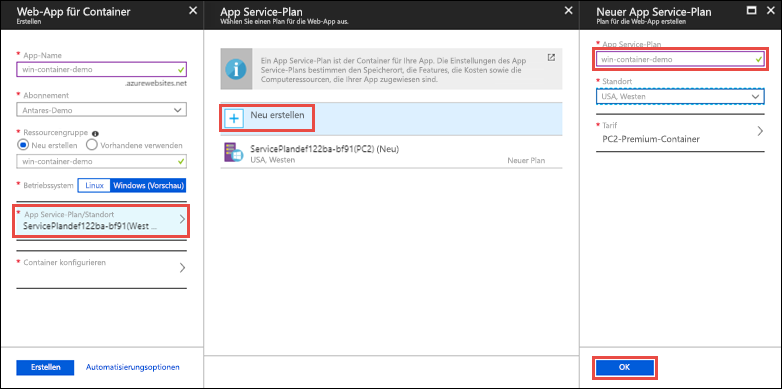 Web-App für Container
Erstellen
* App-Name
win-container-demo
.azurewebsites.net
* Abonnement
Antares-Demo
* Ressourcengruppe
Neu erstellen
Vorhandene verwenden
win-container-demo
* Betriebssystem
Linux
Windows (Vorschau)
* App Service-Plan/Standort
ServicePlandef122ba-bf91(West ...
* Container konfigurieren
Erstellen
Automatisierungsoptionen
App Service-Plan
Wählen Sie einen Plan für die Web-App aus.
Ein App Service-Plan ist der Container für Ihre App. Die Einstellungen des App
Service-Plans bestimmen den Speicherort, die Features, die Kosten sowie die
Computeressourcen, die Ihrer App zugewiesen sind.
Neu erstellen
ServicePlandef122ba-bf91(PC2) (Neu)
USA, Westen
Neuer Plan
Neuer App Service-Plan
Plan für die Web-App erstellen
* App Service-Plan
win-container-demo
* Standort
USA, Westen
* Tarif
PC2-Premium-Container
OK